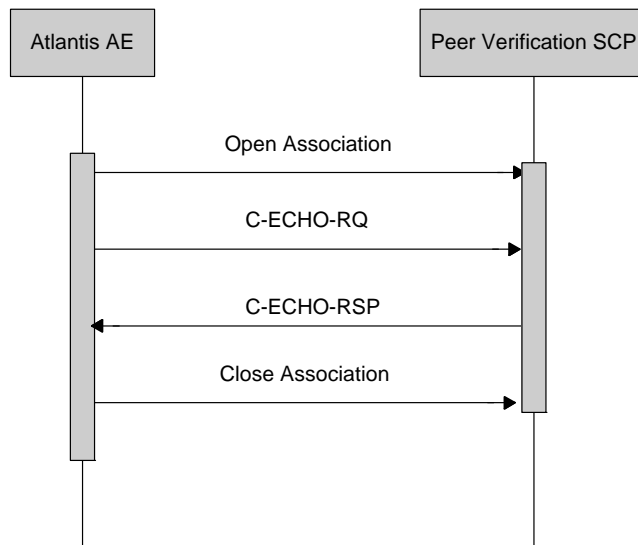 Atlantis AE
Peer Verification SCP
Open Association
C-ECHO-RQ
C-ECHO-RSP
Close Association